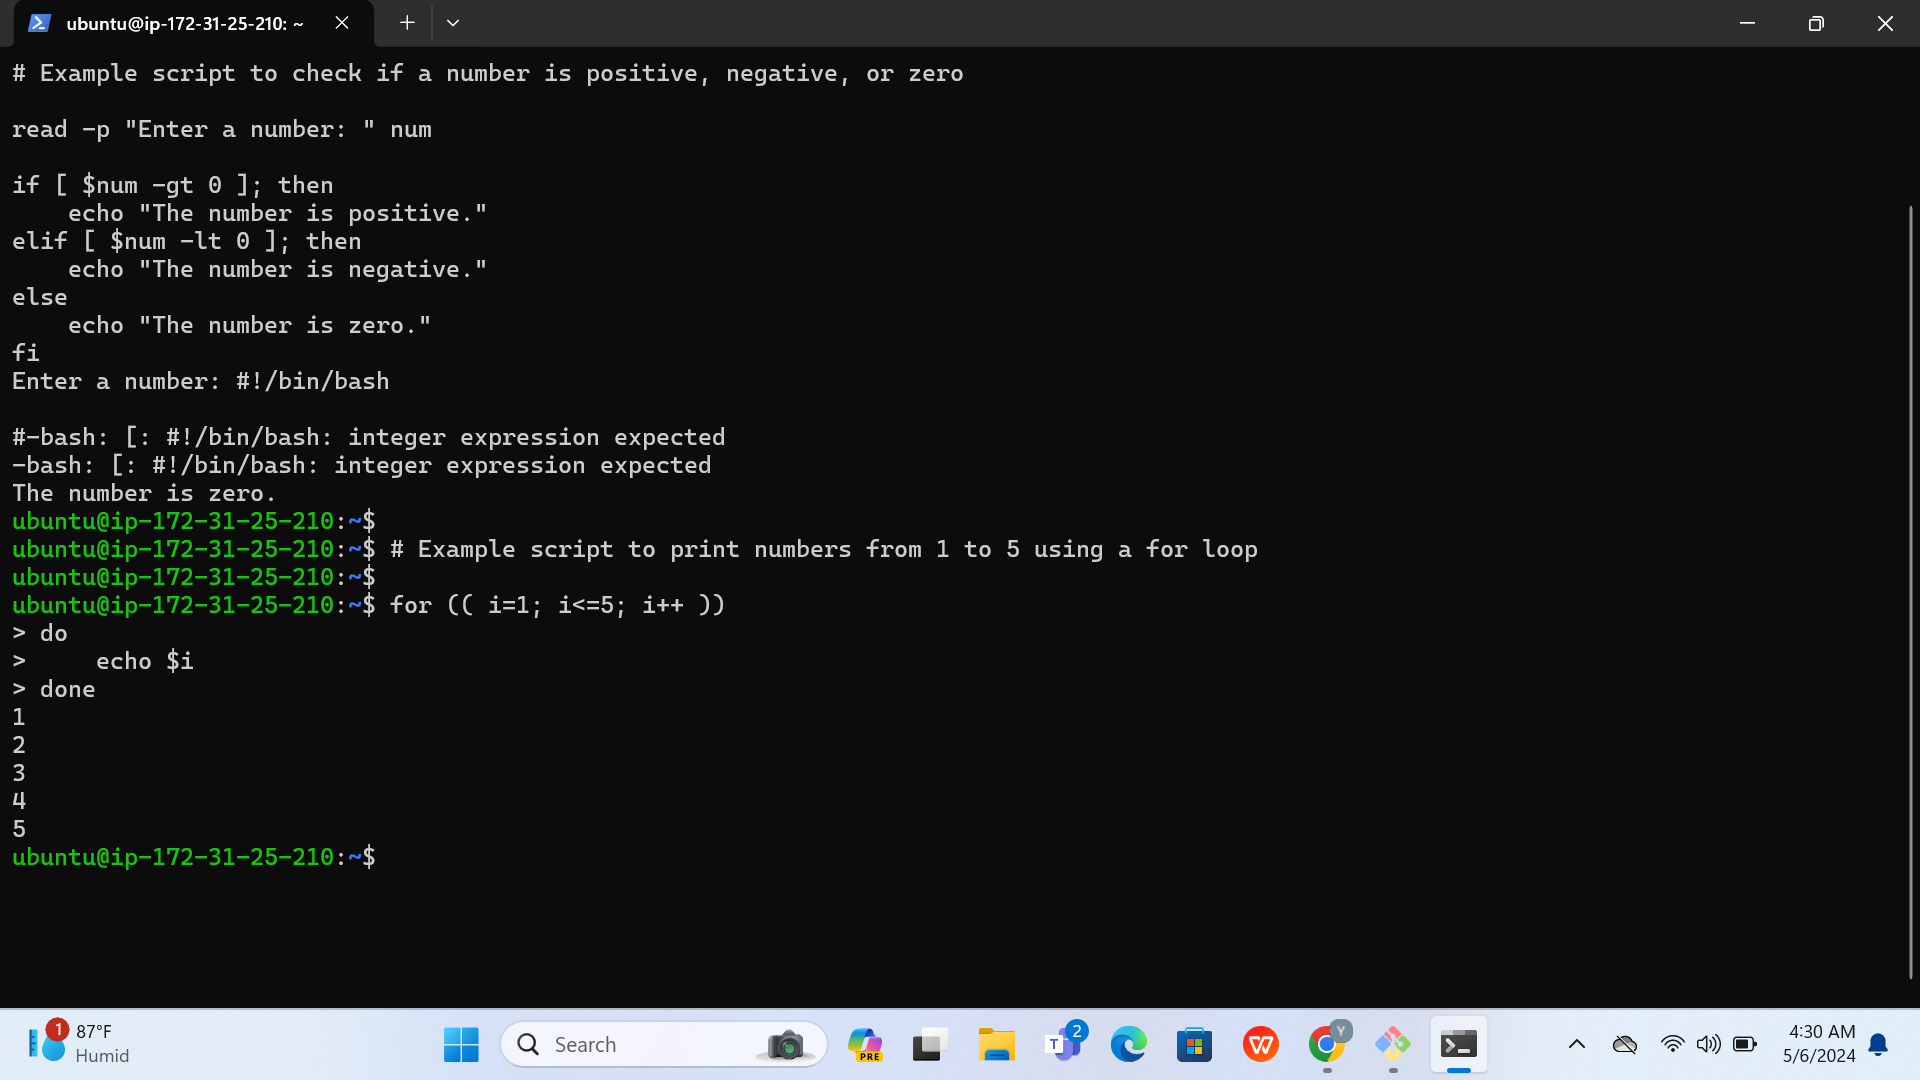 ubuntu@ip-172-31-25-210: ~
# Example script to check if a number is positive, negative, or zero
read -p "Enter a number: " num
if [ $num -gt 0 ]; then
    echo "The number is positive."
elif [ $num -lt 0 ]; then
    echo "The number is negative."
else
    echo "The number is zero."
fi
Enter a number: #!/bin/bash
#-bash: [: #!/bin/bash: integer expression expected
-bash: [: #!/bin/bash: integer expression expected
The number is zero.
ubuntu@ip-172-31-25-210:~$
ubuntu@ip-172-31-25-210:~$ # Example script to print numbers from 1 to 5 using a for loop
ubuntu@ip-172-31-25-210:~$
ubuntu@ip-172-31-25-210:~$ for (( i=1; i<=5; i++ ))
> do
>     echo $i
> done
1
2
3
4
5
ubuntu@ip-172-31-25-210:~$
1
87°F
Humid
Search
PRE
T
2
W
Y
4:30 AM
5/6/2024